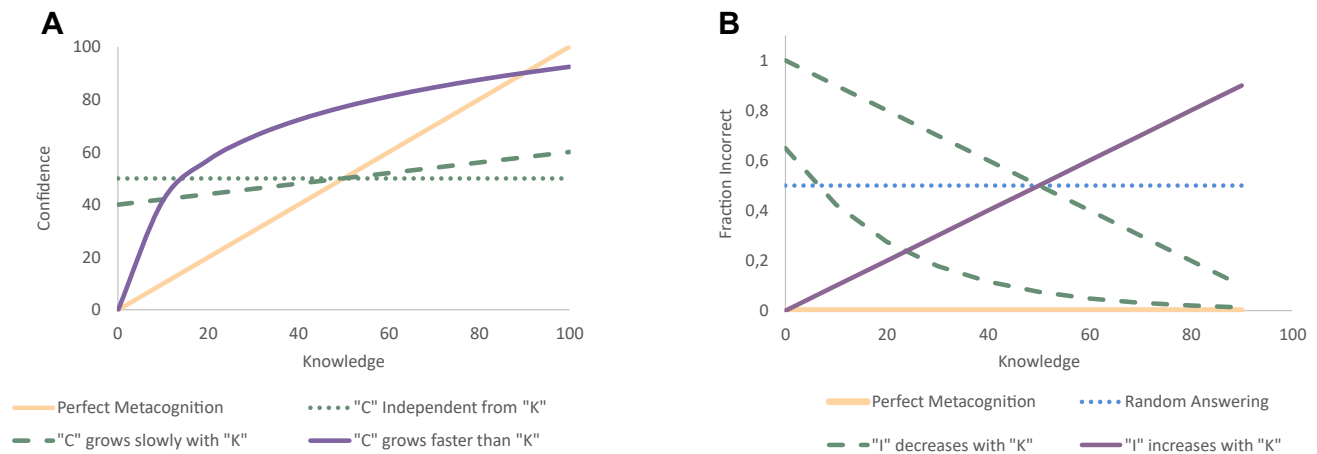 A
Confidence
100
80
60
40
20
0
0 20 40 60 80 100
Knowledge
Perfect Metacognition
"C" Independent from "K"
"C" grows slowly with "K"
"C" grows faster than "K"
B
Fraction Incorrect
1
0,8
0,6
0,4
0,2
0
0 20 40 60 80 100
Knowledge
Perfect Metacognition
Random Answering
"I" decreases with "K"
"I" increases with "K"